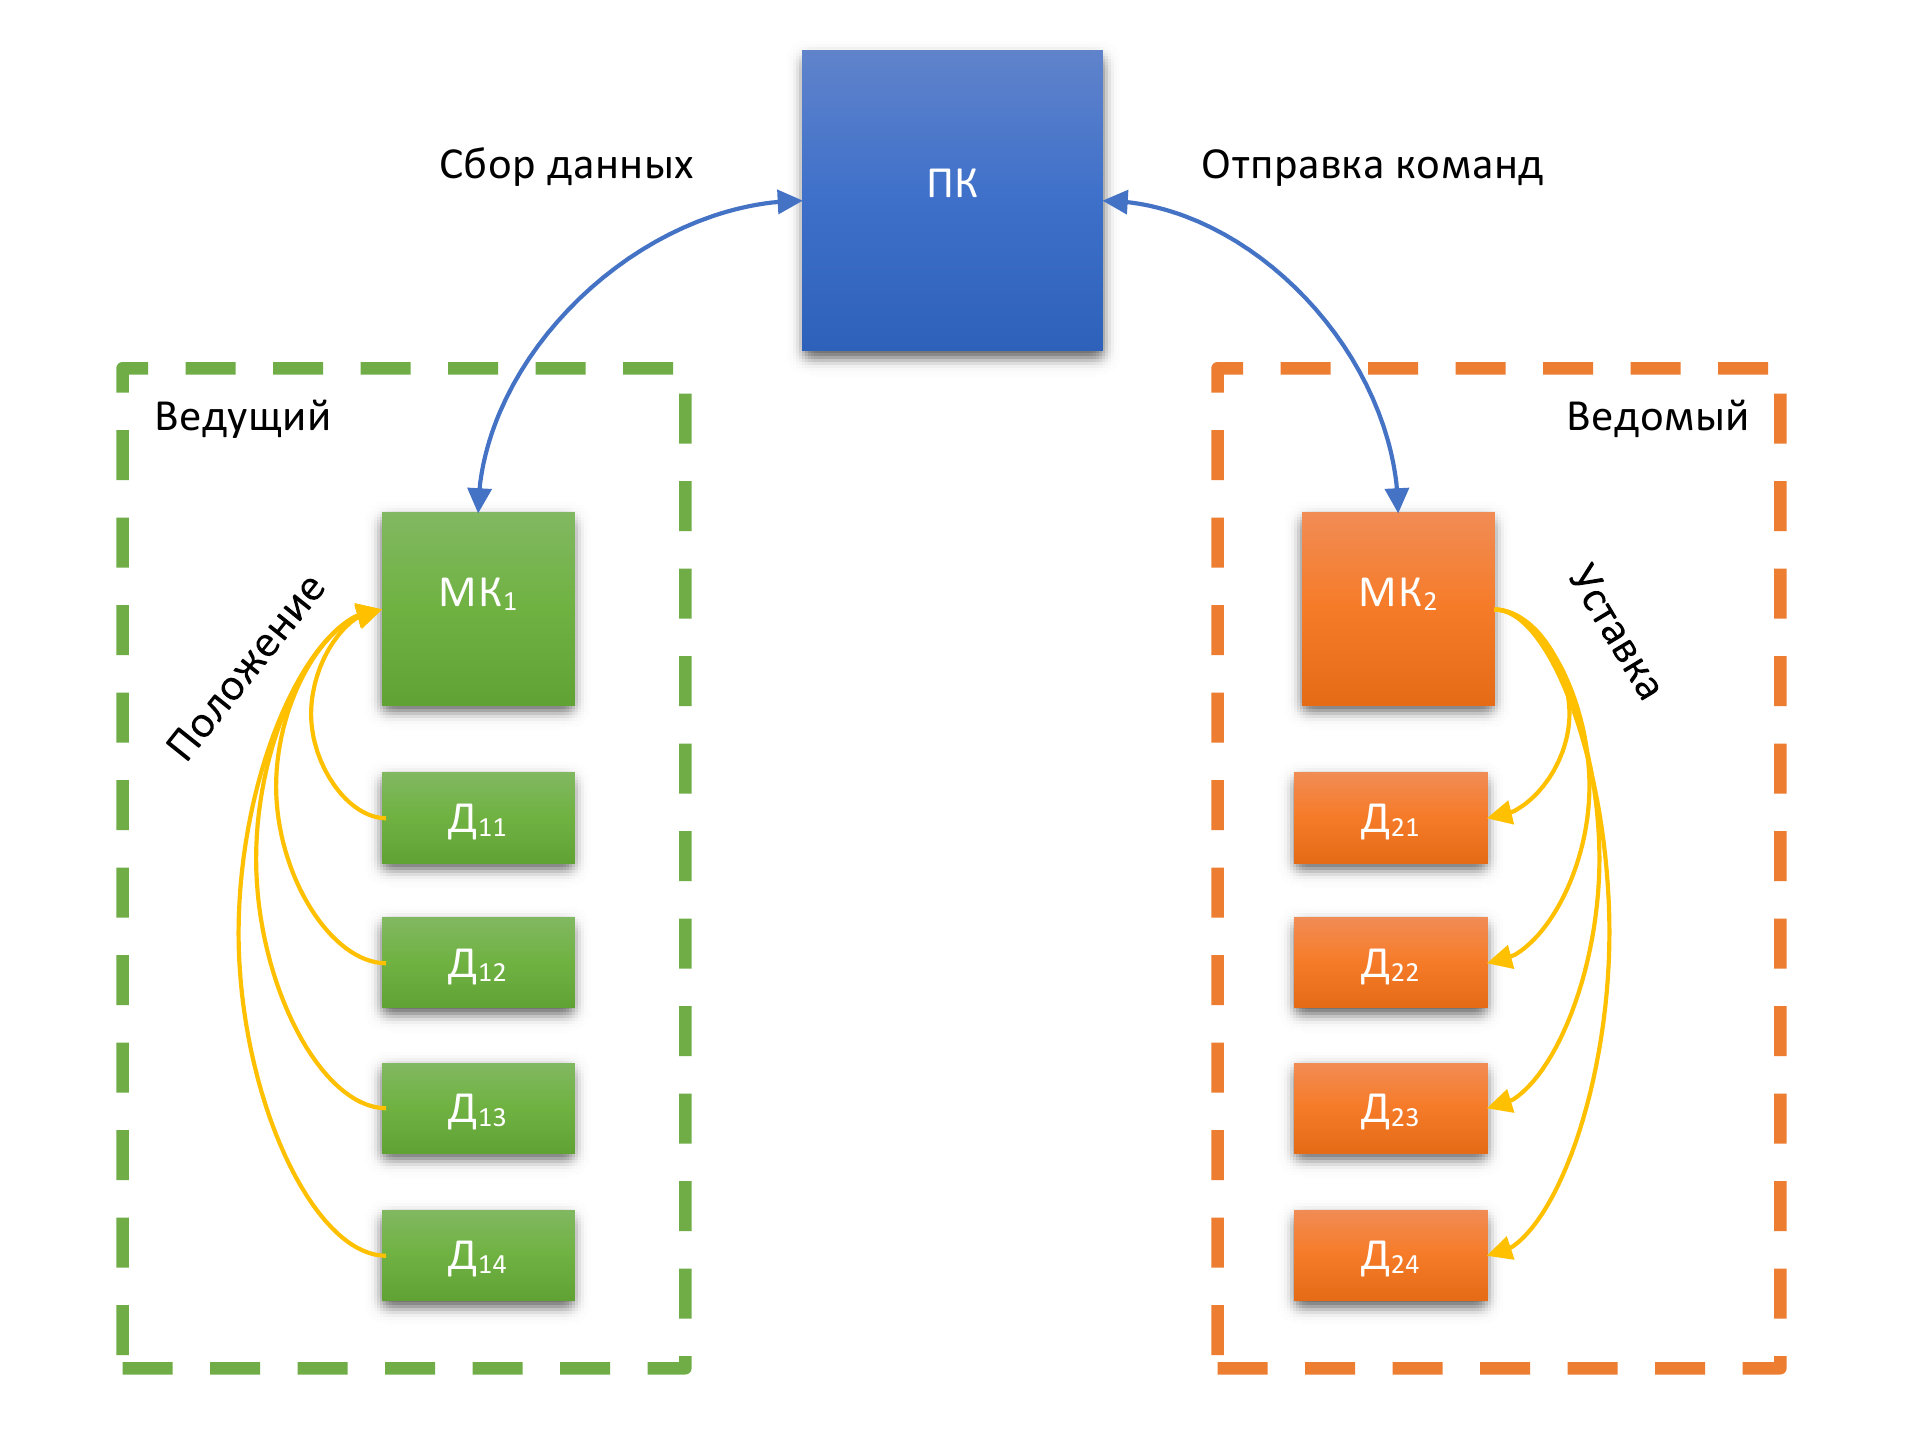 ПК
Сбор данных
Отправка команд
Ведущий
Ведомый
МК₁
МК₂
Положение
Уставка
Д₁₁
Д₂₁
Д₁₂
Д₂₂
Д₁₃
Д₂₃
Д₁₄
Д₂₄